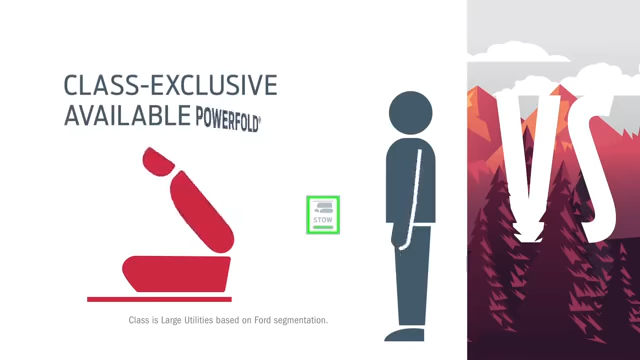 CLASS-EXCLUSIVE
AVAILABLE POWERFOLD®
STOW
VS
Class is Large Utilities based on Ford segmentation.